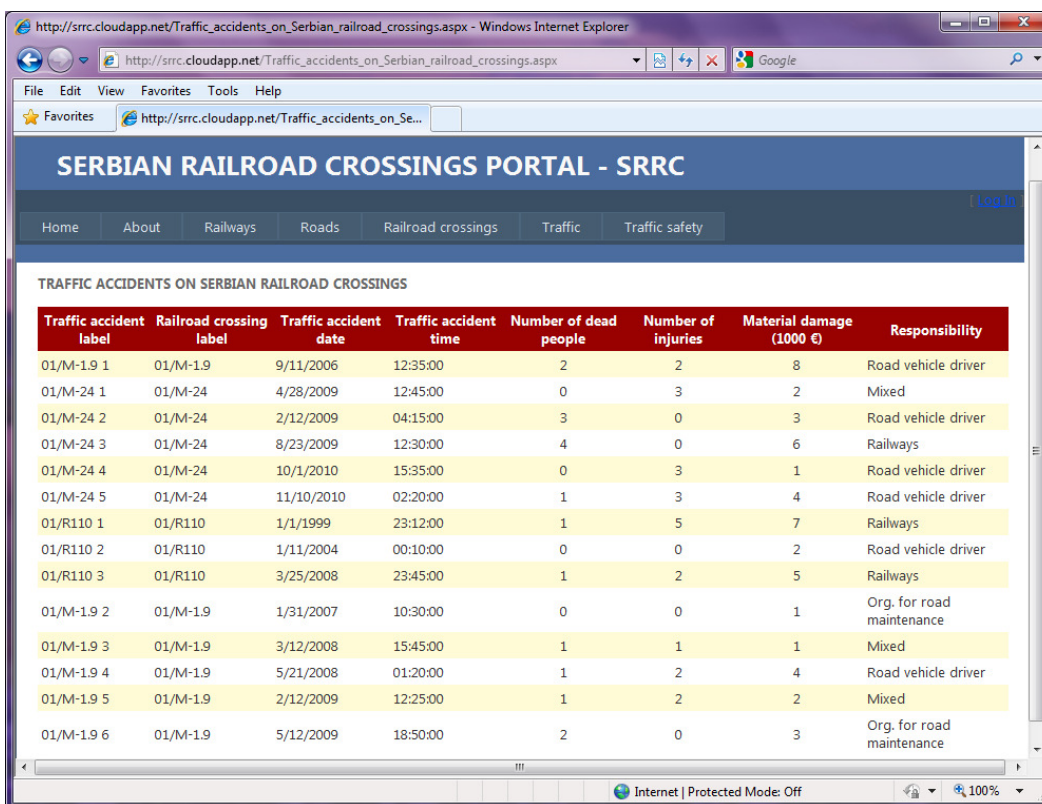 http://srrc.cloudapp.net/Traffic_accidents_on_Serbian_railroad_crossings.aspx - Windows Internet Explorer
http://srrc.cloudapp.net/Traffic_accidents_on_Serbian_railroad_crossings.aspx Google
File Edit View Favorites Tools Help
Favorites http://srrc.cloudapp.net/Traffic_accidents_on_Se...
SERBIAN RAILROAD CROSSINGS PORTAL - SRRC
[ Log In ]
Home About Railways Roads Railroad crossings Traffic Traffic safety
TRAFFIC ACCIDENTS ON SERBIAN RAILROAD CROSSINGS
Traffic accident label Railroad crossing label Traffic accident date Traffic accident time Number of dead people Number of injuries Material damage (1000 €) Responsibility
01/M-1.9 1 01/M-1.9 9/11/2006 12:35:00 2 2 8 Road vehicle driver
01/M-24 1 01/M-24 4/28/2009 12:45:00 0 3 2 Mixed
01/M-24 2 01/M-24 2/12/2009 04:15:00 3 0 3 Road vehicle driver
01/M-24 3 01/M-24 8/23/2009 12:30:00 4 0 6 Railways
01/M-24 4 01/M-24 10/1/2010 15:35:00 0 3 1 Road vehicle driver
01/M-24 5 01/M-24 11/10/2010 02:20:00 1 3 4 Road vehicle driver
01/R110 1 01/R110 1/1/1999 23:12:00 1 5 7 Railways
01/R110 2 01/R110 1/11/2004 00:10:00 0 0 2 Road vehicle driver
01/R110 3 01/R110 3/25/2008 23:45:00 1 2 5 Railways
01/M-1.9 2 01/M-1.9 1/31/2007 10:30:00 0 0 1 Org. for road maintenance
01/M-1.9 3 01/M-1.9 3/12/2008 15:45:00 1 1 1 Mixed
01/M-1.9 4 01/M-1.9 5/21/2008 01:20:00 1 2 4 Road vehicle driver
01/M-1.9 5 01/M-1.9 2/12/2009 12:25:00 1 2 2 Mixed
01/M-1.9 6 01/M-1.9 5/12/2009 18:50:00 2 0 3 Org. for road maintenance
Internet | Protected Mode: Off 100%